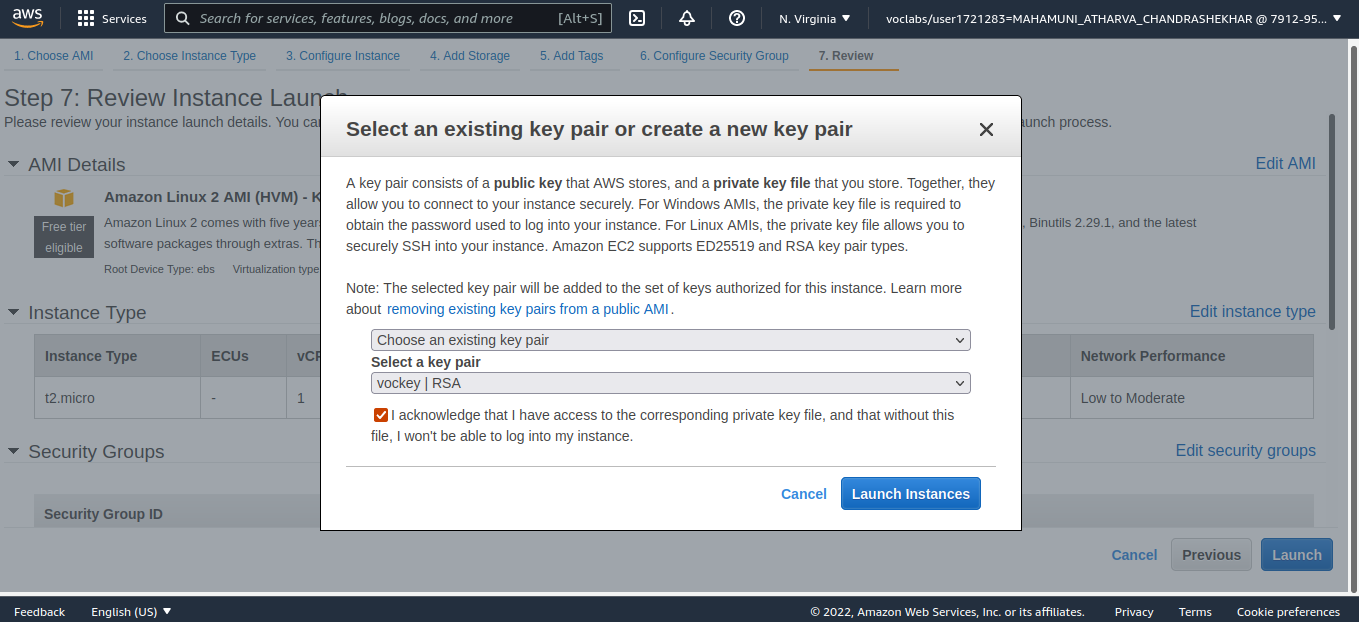 aws Services Search for services, features, blogs, docs, and more [Alt+S] N. Virginia voclabs/user1721283=MAHAMUNI_ATHARVA_CHANDRASHEKHAR @ 7912-95...
1. Choose AMI 2. Choose Instance Type 3. Configure Instance 4. Add Storage 5. Add Tags 6. Configure Security Group 7. Review
Step 7: Review Instance Launch
Please review your instance launch details. You can
aunch process.
AMI Details
Edit AMI
Amazon Linux 2 AMI (HVM) - K
Free tier
eligible
Amazon Linux 2 comes with five year
, Binutils 2.29.1, and the latest
software packages through extras. Th
Root Device Type: ebs Virtualization type
Instance Type
Edit instance type
Instance Type ECUs vCP
Network Performance
t2.micro - 1
Low to Moderate
Security Groups
Edit security groups
Security Group ID
Select an existing key pair or create a new key pair
A key pair consists of a public key that AWS stores, and a private key file that you store. Together, they
allow you to connect to your instance securely. For Windows AMIs, the private key file is required to
obtain the password used to log into your instance. For Linux AMIs, the private key file allows you to
securely SSH into your instance. Amazon EC2 supports ED25519 and RSA key pair types.
Note: The selected key pair will be added to the set of keys authorized for this instance. Learn more
about removing existing key pairs from a public AMI .
Choose an existing key pair
Select a key pair
vockey | RSA
I acknowledge that I have access to the corresponding private key file, and that without this
file, I won't be able to log into my instance.
Cancel Launch Instances
Cancel Previous Launch
Feedback English (US) © 2022, Amazon Web Services, Inc. or its affiliates. Privacy Terms Cookie preferences